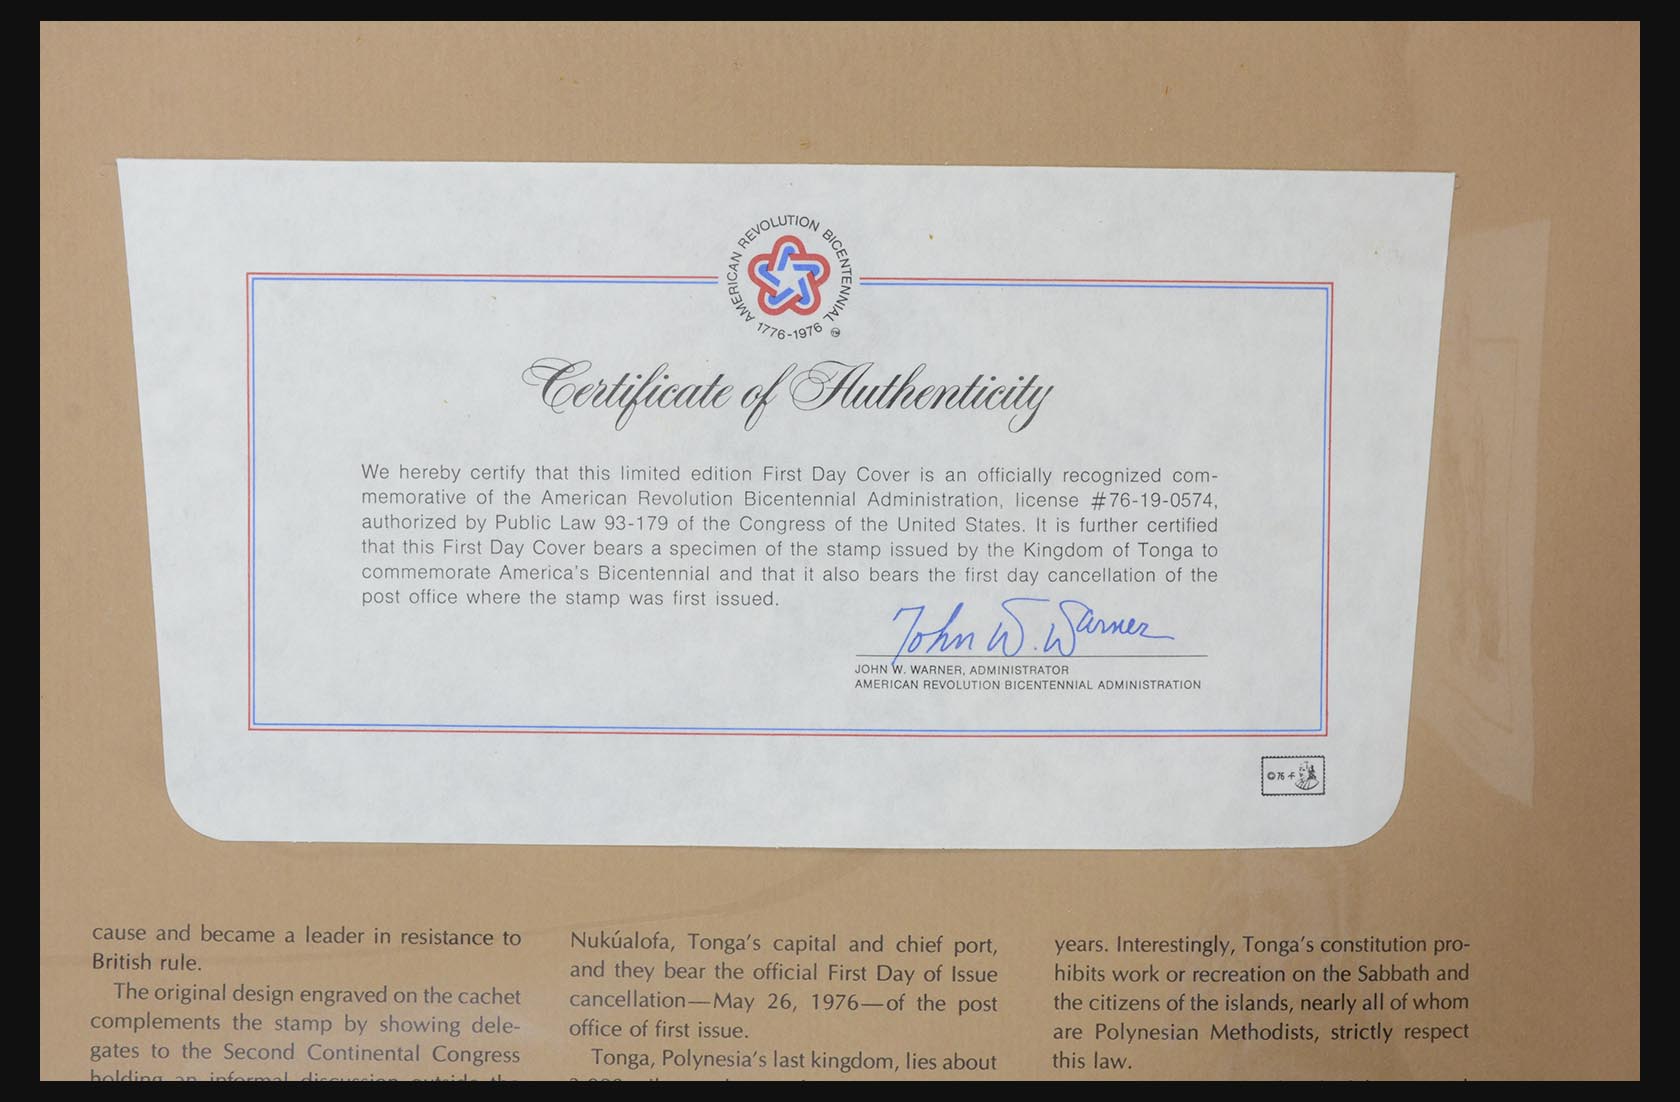 AMERICAN REVOLUTION BICENTENNIAL
1776-1976
Certificate of Authenticity
We hereby certify that this limited edition First Day Cover is an officially recognized com-
memorative of the American Revolution Bicentennial Administration, license #76-19-0574,
authorized by Public Law 93-179 of the Congress of the United States. It is further certified
that this First Day Cover bears a specimen of the stamp issued by the Kingdom of Tonga to
commemorate America's Bicentennial and that it also bears the first day cancellation of the
post office where the stamp was first issued.
John W. Warner
JOHN W. WARNER, ADMINISTRATOR
AMERICAN REVOLUTION BICENTENNIAL ADMINISTRATION
©76
cause and became a leader in resistance to
British rule.
The original design engraved on the cachet
complements the stamp by showing dele-
gates to the Second Continental Congress
holding an informal discussion outside the
Nukúalofa, Tonga's capital and chief port,
and they bear the official First Day of Issue
cancellation—May 26, 1976—of the post
office of first issue.
Tonga, Polynesia's last kingdom, lies about
years. Interestingly, Tonga's constitution pro-
hibits work or recreation on the Sabbath and
the citizens of the islands, nearly all of whom
are Polynesian Methodists, strictly respect
this law.